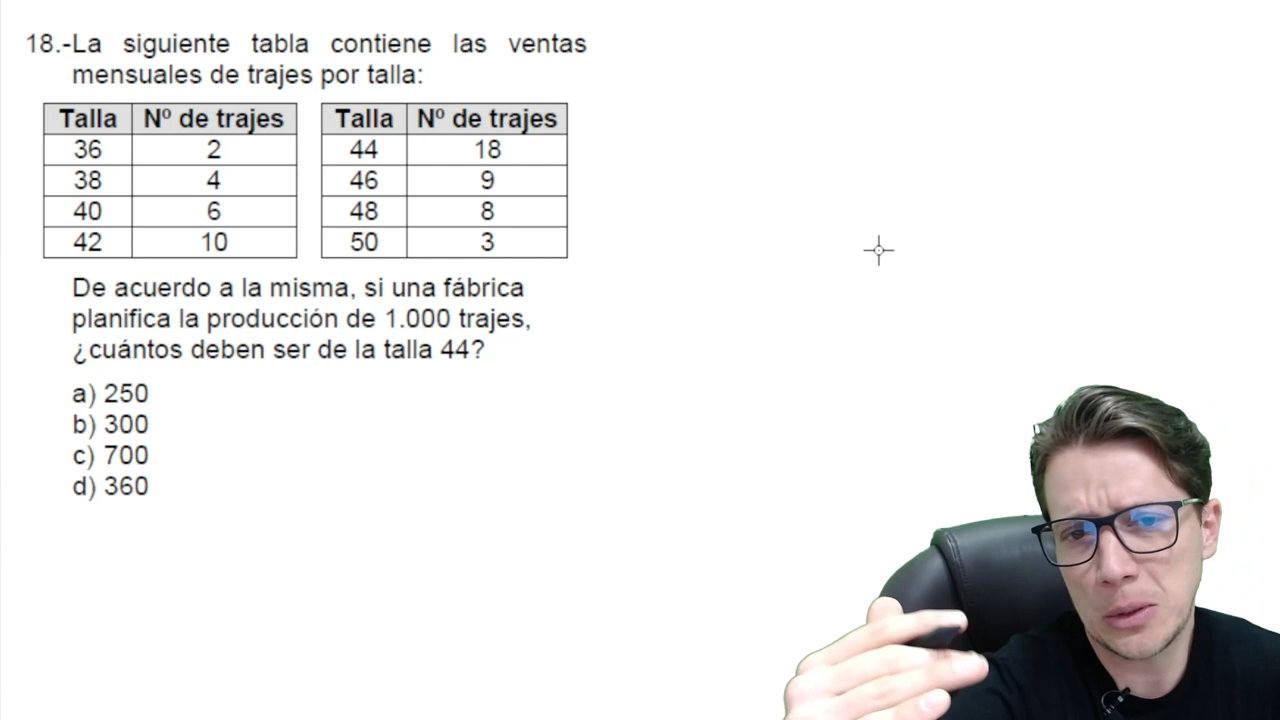 18.-La siguiente tabla contiene las ventas
mensuales de trajes por talla:
Talla Nº de trajes
36 2
38 4
40 6
42 10
Talla Nº de trajes
44 18
46 9
48 8
50 3
De acuerdo a la misma, si una fábrica
planifica la producción de 1.000 trajes,
¿cuántos deben ser de la talla 44?
a) 250
b) 300
c) 700
d) 360